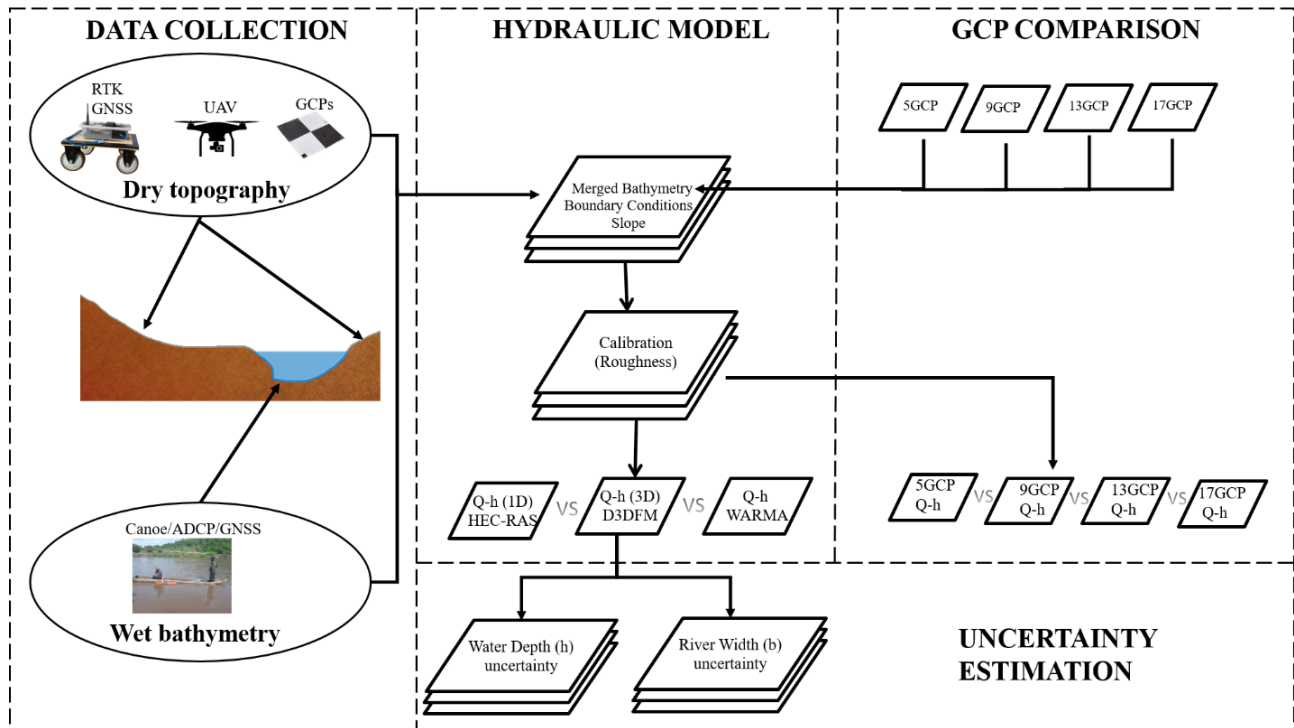 DATA COLLECTION
RTK
GNSS
UAV
GCPs
Dry topography
Canoe/ADCP/GNSS
Wet bathymetry
HYDRAULIC MODEL
Merged Bathymetry
Boundary Conditions
Slope
Calibration
(Roughness)
Q-h (1D)
HEC-RAS
VS
Q-h (3D)
D3DFM
VS
Q-h
WARMA
GCP COMPARISON
5GCP
9GCP
13GCP
17GCP
5GCP
Q-h
VS
9GCP
Q-h
VS
13GCP
Q-h
VS
17GCP
Q-h
Water Depth (h)
uncertainty
River Width (b)
uncertainty
UNCERTAINTY
ESTIMATION